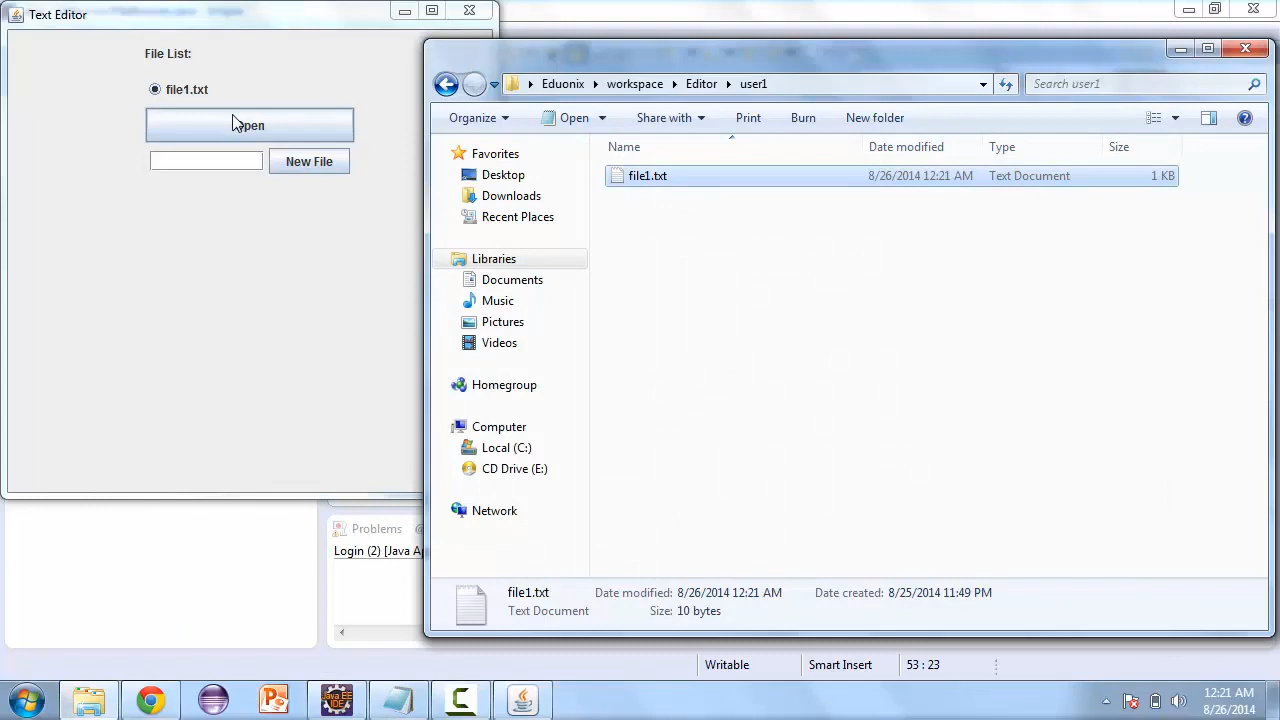 Text Editor
File List:
file1.txt
pen
New File
Eduonix
workspace
Editor
user1
Search user1
Organize
Open
Share with
Print
Burn
New folder
Name
Date modified
Type
Size
file1.txt
8/26/2014 12:21 AM
Text Document
1 KB
Favorites
Desktop
Downloads
Recent Places
Libraries
Documents
Music
Pictures
Videos
Homegroup
Computer
Local (C:)
CD Drive (E:)
Network
Problems @
Login (2) [Java Ap
file1.txt
Date modified: 8/26/2014 12:21 AM
Date created: 8/25/2014 11:49 PM
Text Document
Size: 10 bytes
Writable
Smart Insert
53 : 23
Java EE
IDE
12:21 AM
8/26/2014